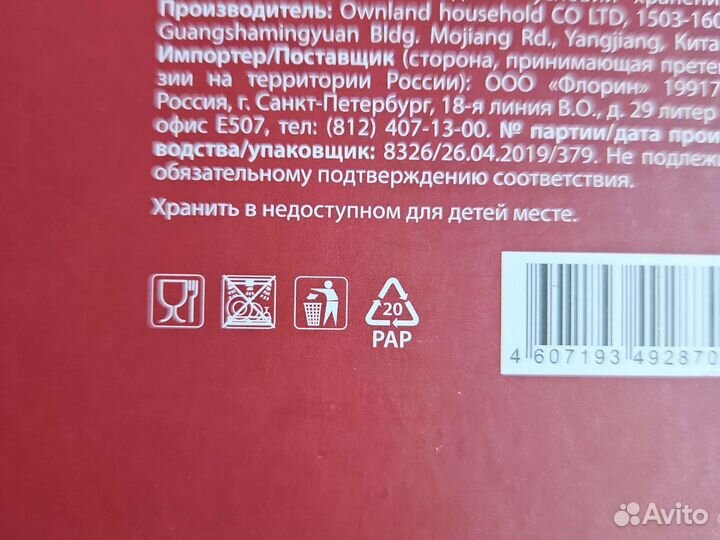 Производитель: Ownland household CO LTD, 1503-160
Guangshamingyuan Bldg. Mojiang Rd., Yangjiang, Кита
Импортер/Поставщик (сторона, принимающая прете
зии на территории России): ООО «Флорин» 19917
Россия, г. Санкт-Петербург, 18-я линия В.О., д. 29 литер
офис Е507, тел: (812) 407-13-00. № партии/дата прои
водства/упаковщик: 8326/26.04.2019/379. Не подлежи
обязательному подтверждению соответствия.
Хранить в недоступном для детей месте.
20
PAP
4 607193 492870
Avito